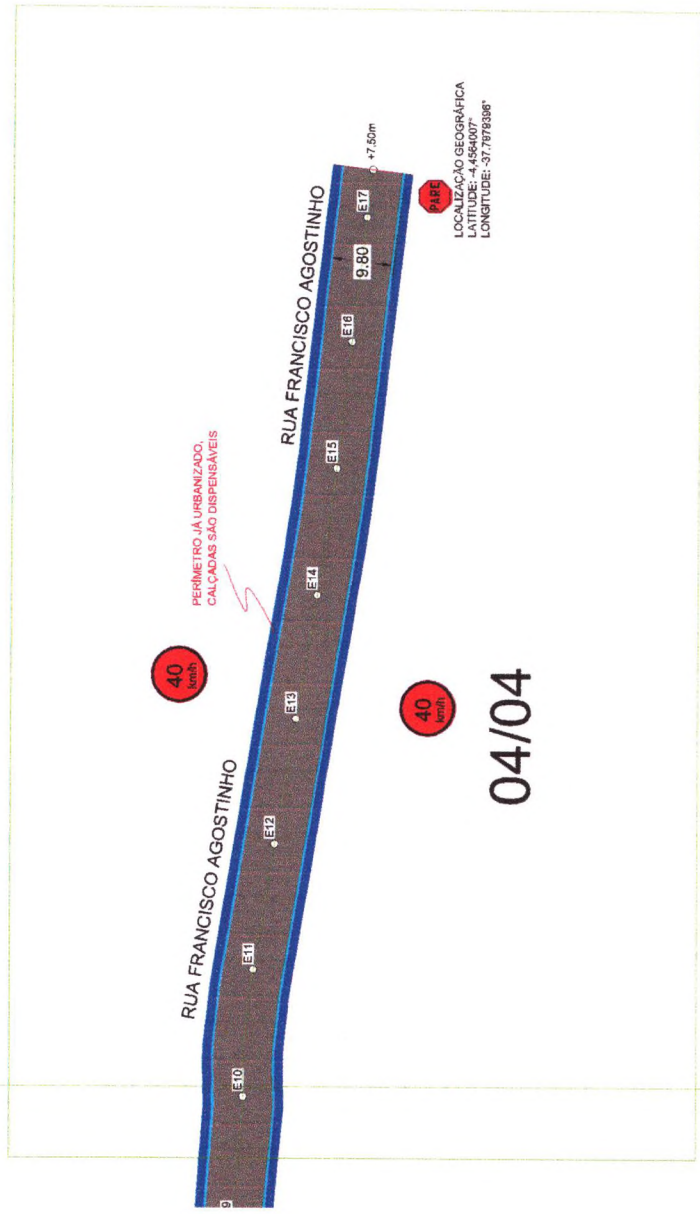 PERÍMETRO JÁ URBANIZADO,
CALÇADAS SÃO DISPENSÁVEIS
RUA FRANCISCO AGOSTINHO
RUA FRANCISCO AGOSTINHO
40
km/h
9
E10
E11
E12
E13
E14
E15
E16
E17
9.80
+7.50m
PARE
LOCALIZAÇÃO GEOGRÁFICA
LATITUDE: -4,4564007°
LONGITUDE: -37,7979396°
40
km/h
04/04